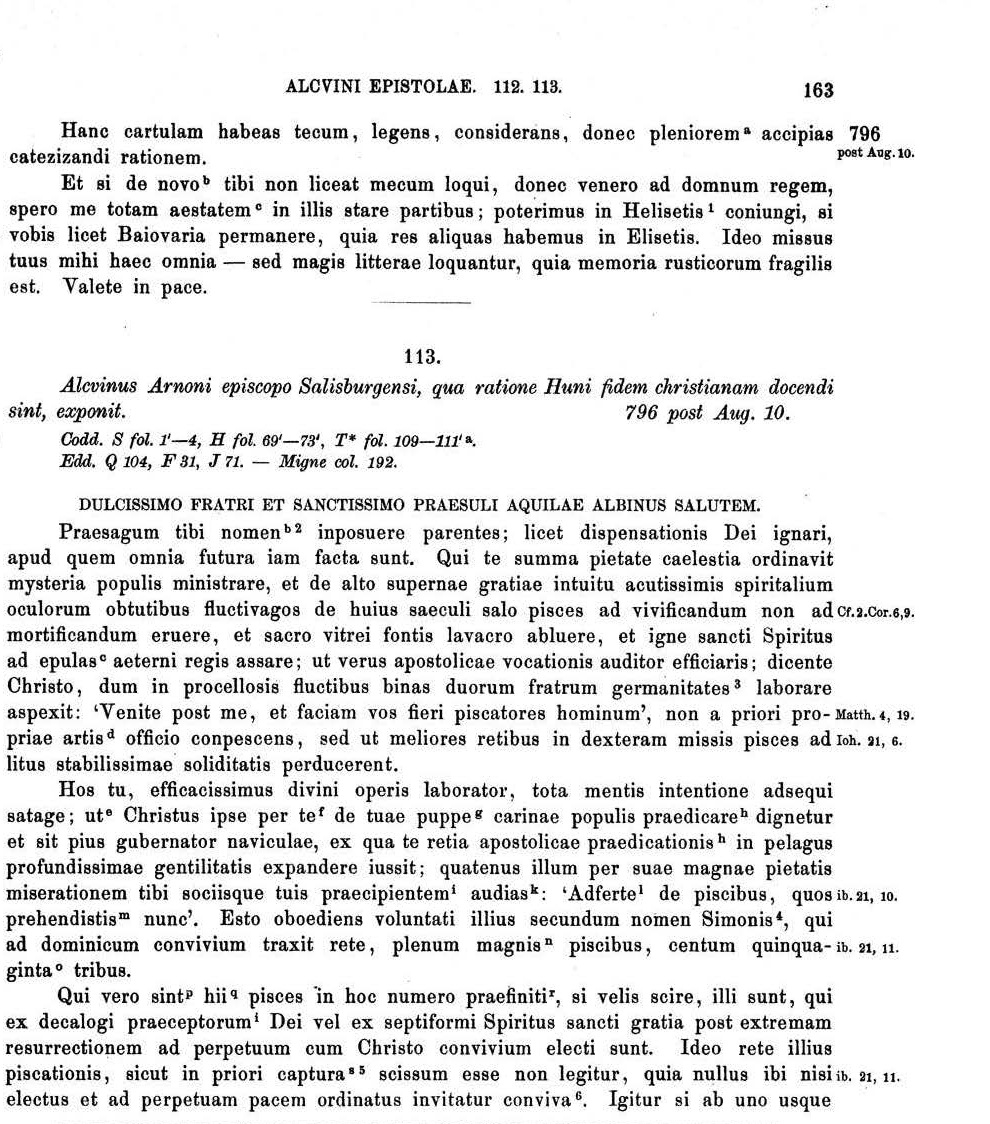 ALCVINI EPISTOLAE. 112. 113. 163
Hanc cartulam habeas tecum, legens, considerans, donec pleniorem a accipias 796
catezizandi rationem. post Aug. 10.
Et si de novo b tibi non liceat mecum loqui, donec venero ad domnum regem,
spero me totam aestatem c in illis stare partibus; poterimus in Helisetis 1 coniungi, si
vobis licet Baiovaria permanere, quia res aliquas habemus in Elisetis. Ideo missus
tuus mihi haec omnia — sed magis litterae loquantur, quia memoria rusticorum fragilis
est. Valete in pace.
113.
Alcvinus Arnoni episcopo Salisburgensi, qua ratione Huni fidem christianam docendi
sint, exponit. 796 post Aug. 10.
Codd. S fol. 1'—4, H fol. 69'—73', T* fol. 109—111' a.
Edd. Q 104, F 31, J 71. — Migne col. 192.
DULCISSIMO FRATRI ET SANCTISSIMO PRAESULI AQUILAE ALBINUS SALUTEM.
Praesagum tibi nomen b 2 inposuere parentes; licet dispensationis Dei ignari,
apud quem omnia futura iam facta sunt. Qui te summa pietate caelestia ordinavit
mysteria populis ministrare, et de alto supernae gratiae intuitu acutissimis spiritalium
oculorum obtutibus fluctivagos de huius saeculi salo pisces ad vivificandum non ad Cf. 2. Cor. 6, 9.
mortificandum eruere, et sacro vitrei fontis lavacro abluere, et igne sancti Spiritus
ad epulas c aeterni regis assare; ut verus apostolicae vocationis auditor efficiaris; dicente
Christo, dum in procellosis fluctibus binas duorum fratrum germanitates 3 laborare
aspexit: ‘Venite post me, et faciam vos fieri piscatores hominum’, non a priori pro- Matth. 4, 19.
priae artis d officio conpescens, sed ut meliores retibus in dexteram missis pisces ad Ioh. 21, 6.
litus stabilissimae soliditatis perducerent.
Hos tu, efficacissimus divini operis laborator, tota mentis intentione adsequi
satage; ut e Christus ipse per te f de tuae puppe g carinae populis praedicare h dignetur
et sit pius gubernator naviculae, ex qua te retia apostolicae praedicationis h in pelagus
profundissimae gentilitatis expandere iussit; quatenus illum per suae magnae pietatis
miserationem tibi sociisque tuis praecipientem i audias k: ‘Adferte l de piscibus, quos ib. 21, 10.
prehendistis m nunc’. Esto oboediens voluntati illius secundum nomen Simonis 4, qui
ad dominicum convivium traxit rete, plenum magnis n piscibus, centum quinqua- ib. 21, 11.
ginta o tribus.
Qui vero sint p hii q pisces in hoc numero praefiniti r, si velis scire, illi sunt, qui
ex decalogi praeceptorum i Dei vel ex septiformi Spiritus sancti gratia post extremam
resurrectionem ad perpetuum cum Christo convivium electi sunt. Ideo rete illius
piscationis, sicut in priori captura s 5 scissum esse non legitur, quia nullus ibi nisi ib. 21, 11.
electus et ad perpetuam pacem ordinatus invitatur conviva 6. Igitur si ab uno usque